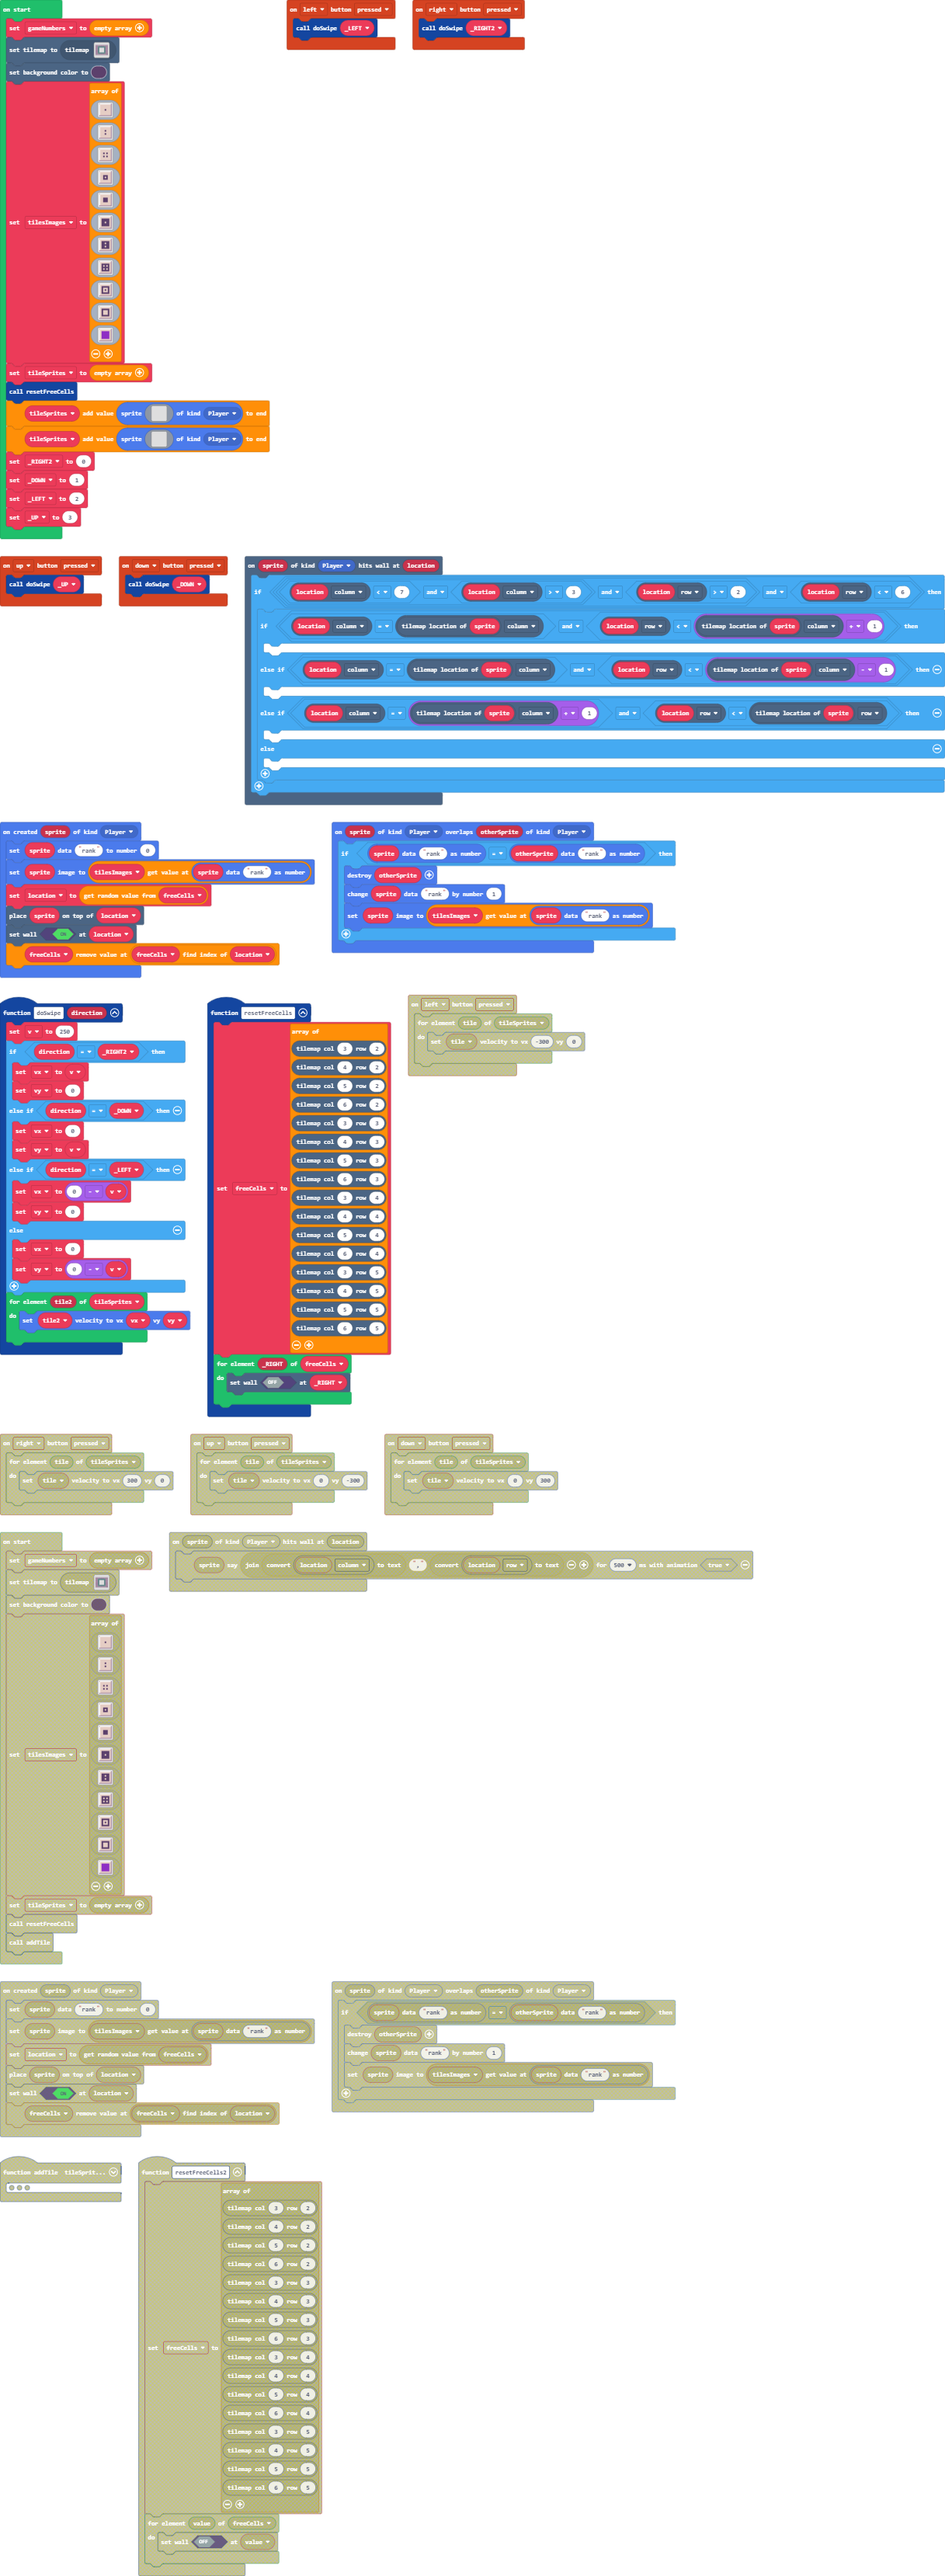 on start
set gameNumbers to empty array
set tilemap to tilemap
set background color to
array of
set tilesImages to
set tileSprites to empty array
call resetFreeCells
tileSprites add value sprite of kind Player to end
tileSprites add value sprite of kind Player to end
set _RIGHT2 to 0
set _DOWN to 1
set _LEFT to 2
set _UP to 3
on left button pressed
call doSwipe _LEFT
on right button pressed
call doSwipe _RIGHT2
on up button pressed
call doSwipe _UP
on down button pressed
call doSwipe _DOWN
on sprite of kind Player hits wall at location
if location column < 7 and location column > 3 and location row > 2 and location row < 6 then
if location column = tilemap location of sprite column and location row < tilemap location of sprite column + 1 then
else if location column = tilemap location of sprite column and location row < tilemap location of sprite column - 1 then
else if location column = tilemap location of sprite column + 1 and location row < tilemap location of sprite row then
else
on created sprite of kind Player
set sprite data "rank" to number 0
set sprite image to tilesImages get value at sprite data "rank" as number
set location to get random value from freeCells
place sprite on top of location
set wall ON at location
freeCells remove value at freeCells find index of location
on sprite of kind Player overlaps otherSprite of kind Player
if sprite data "rank" as number = otherSprite data "rank" as number then
destroy otherSprite
change sprite data "rank" by number 1
set sprite image to tilesImages get value at sprite data "rank" as number
function doSwipe direction
set v to 250
if direction = _RIGHT2 then
set vx to v
set vy to 0
else if direction = _DOWN then
set vx to 0
set vy to v
else if direction = _LEFT then
set vx to 0 - v
set vy to 0
else
set vx to 0
set vy to 0 - v
for element tile2 of tileSprites
do set tile2 velocity to vx vx vy vy
function resetFreeCells
array of
tilemap col 3 row 2
tilemap col 4 row 2
tilemap col 5 row 2
tilemap col 6 row 2
tilemap col 3 row 3
tilemap col 4 row 3
tilemap col 5 row 3
tilemap col 6 row 3
set freeCells to
tilemap col 3 row 4
tilemap col 4 row 4
tilemap col 5 row 4
tilemap col 6 row 4
tilemap col 3 row 5
tilemap col 4 row 5
tilemap col 5 row 5
tilemap col 6 row 5
for element _RIGHT of freeCells
do set wall OFF at _RIGHT
on left button pressed
for element tile of tileSprites
do set tile velocity to vx -300 vy 0
on right button pressed
for element tile of tileSprites
do set tile velocity to vx 300 vy 0
on up button pressed
for element tile of tileSprites
do set tile velocity to vx 0 vy -300
on down button pressed
for element tile of tileSprites
do set tile velocity to vx 0 vy 300
on start
set gameNumbers to empty array
set tilemap to tilemap
set background color to
array of
set tilesImages to
set tileSprites to empty array
call resetFreeCells
call addTile
on sprite of kind Player hits wall at location
sprite say join convert location column to text "," convert location row to text for 500 ms with animation true
on created sprite of kind Player
set sprite data "rank" to number 0
set sprite image to tilesImages get value at sprite data "rank" as number
set location to get random value from freeCells
place sprite on top of location
set wall ON at location
freeCells remove value at freeCells find index of location
on sprite of kind Player overlaps otherSprite of kind Player
if sprite data "rank" as number = otherSprite data "rank" as number then
destroy otherSprite
change sprite data "rank" by number 1
set sprite image to tilesImages get value at sprite data "rank" as number
function addTile tileSprit...
function resetFreeCells2
array of
tilemap col 3 row 2
tilemap col 4 row 2
tilemap col 5 row 2
tilemap col 6 row 2
tilemap col 3 row 3
tilemap col 4 row 3
tilemap col 5 row 3
tilemap col 6 row 3
set freeCells to
tilemap col 3 row 4
tilemap col 4 row 4
tilemap col 5 row 4
tilemap col 6 row 4
tilemap col 3 row 5
tilemap col 4 row 5
tilemap col 5 row 5
tilemap col 6 row 5
for element value of freeCells
do set wall OFF at value